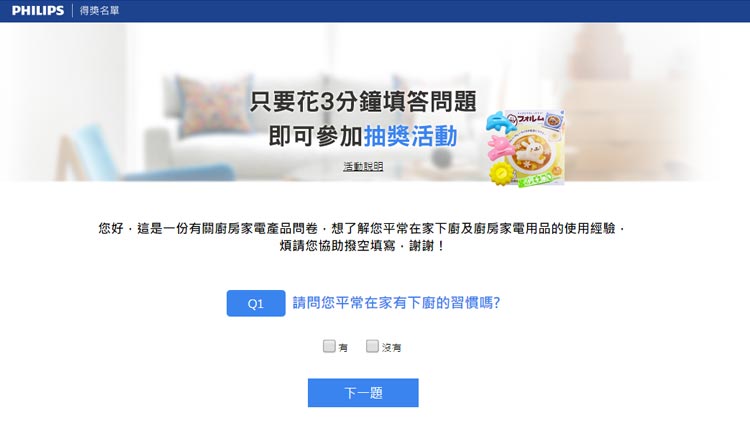 PHILIPS 得獎名單
只要花3分鐘填答問題
即可參加抽獎活動
活動說明
フオルム
您好，這是一份有關廚房家電產品問卷，想了解您平常在家下廚及廚房家電用品的使用經驗，
煩請您協助撥空填寫，謝謝！
Q1 請問您平常在家有下廚的習慣嗎?
有 沒有
下一題